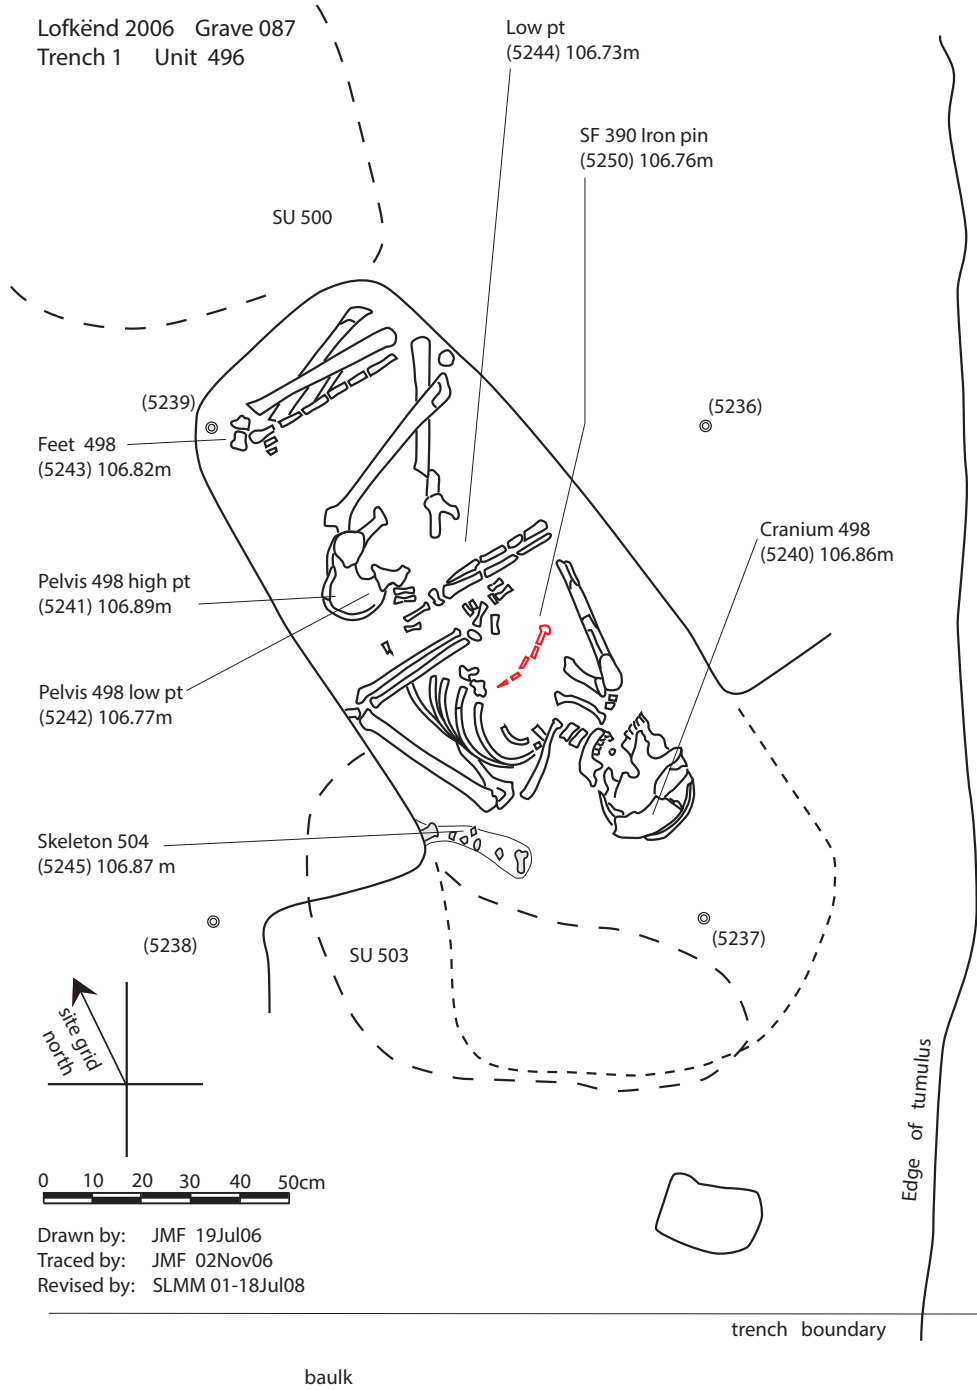 Lofkënd 2006 Grave 087
Trench 1 Unit 496
Low pt
(5244) 106.73m
SF 390 Iron pin
(5250) 106.76m
SU 500
(5239)
(5236)
Feet 498
(5243) 106.82m
Cranium 498
(5240) 106.86m
Pelvis 498 high pt
(5241) 106.89m
Pelvis 498 low pt
(5242) 106.77m
Skeleton 504
(5245) 106.87 m
(5238)
SU 503
(5237)
site grid
north
Edge of tumulus
0 10 20 30 40 50cm
Drawn by: JMF 19Jul06
Traced by: JMF 02Nov06
Revised by: SLMM 01-18Jul08
trench boundary
baulk